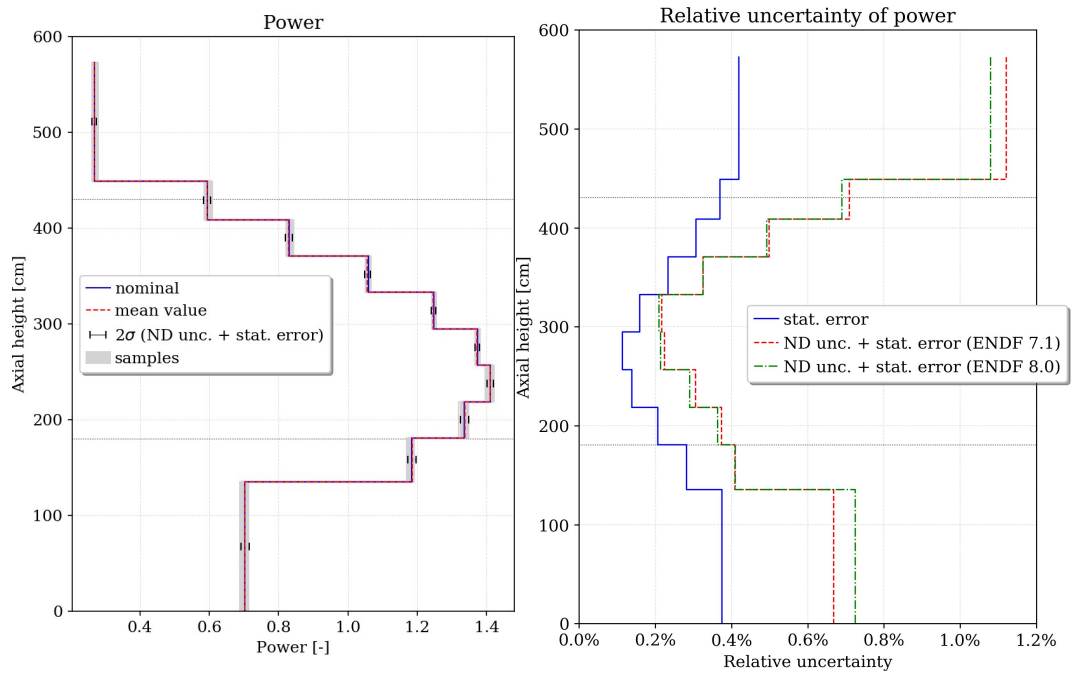 Power
600
500
400
300
200
100
0
Axial height [cm]
nominal
mean value
2σ (ND unc. + stat. error)
samples
0.4 0.6 0.8 1.0 1.2 1.4
Power [-]
Relative uncertainty of power
600
500
400
300
200
100
0
Axial height [cm]
stat. error
ND unc. + stat. error (ENDF 7.1)
ND unc. + stat. error (ENDF 8.0)
0.0% 0.2% 0.4% 0.6% 0.8% 1.0% 1.2%
Relative uncertainty